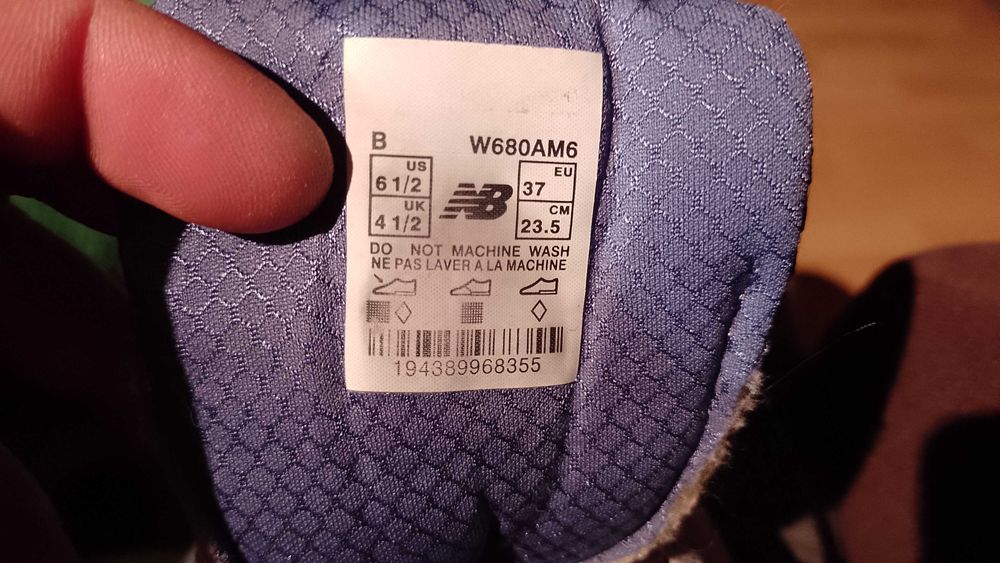 B W680AM6
US EU
6 1/2 37
UK CM
4 1/2 NB 23.5
DO NOT MACHINE WASH
NE PAS LAVER A LA MACHINE
194389968355